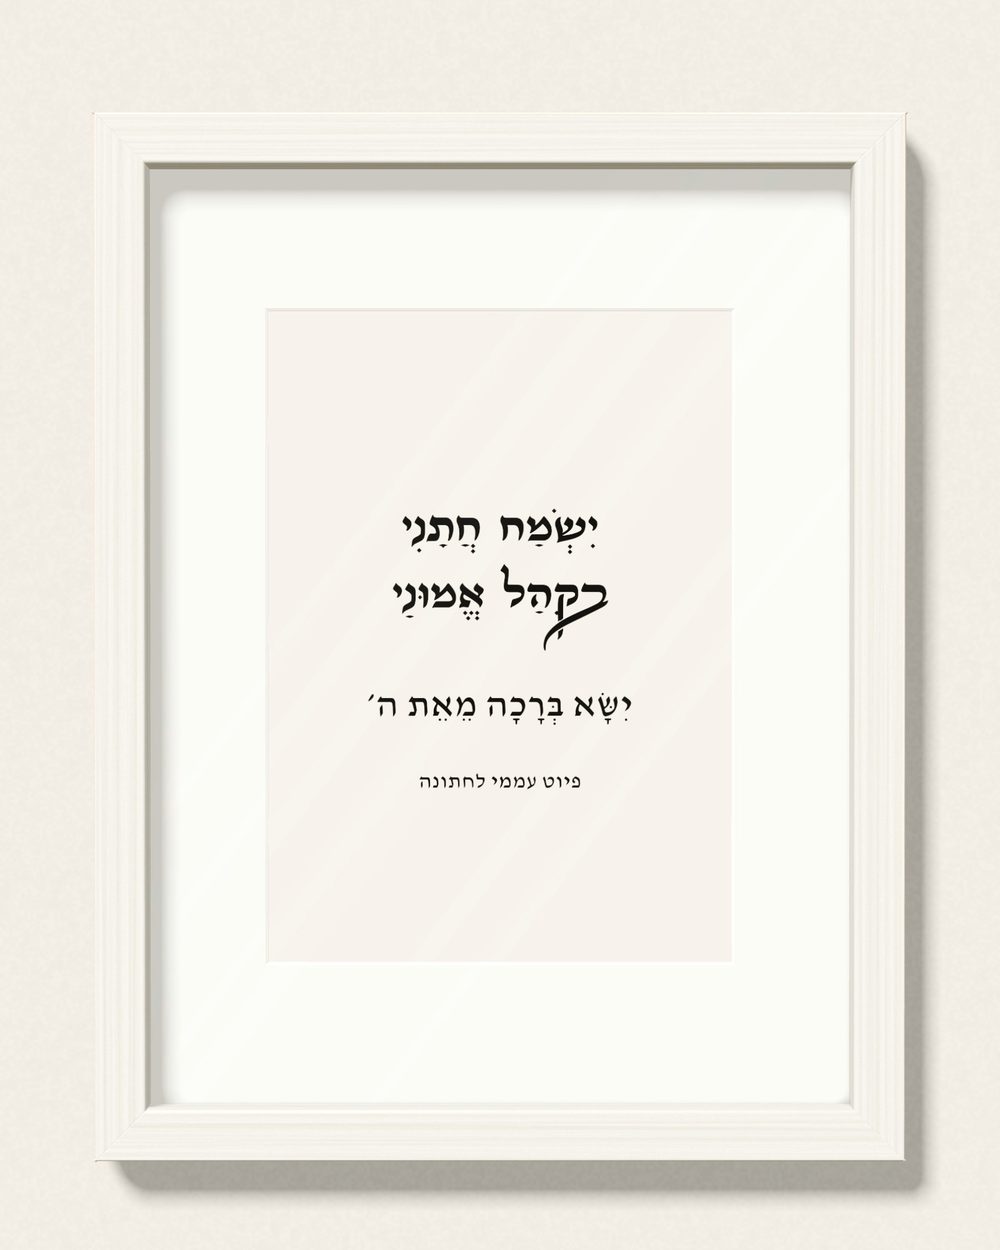 יִשְׂמַח חֲתָנִי
בִּקְהַל אֱמוּנַי
יִשָּׂא בְּרָכָה מֵאֵת ה׳
פיוט עממי לחתונה